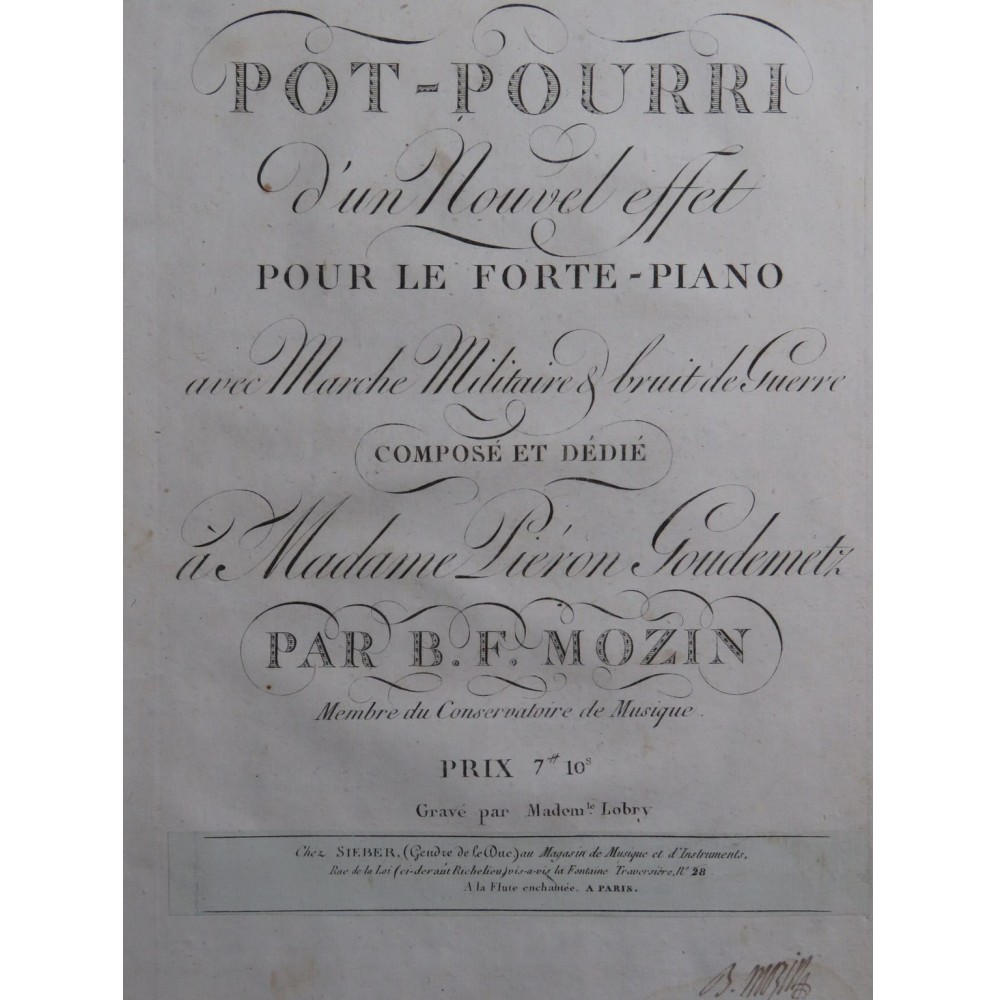 POT-POURRI
d'un Nouvel effet
POUR LE FORTE-PIANO
avec Marche Militaire & bruit de Guerre
COMPOSÉ ET DÉDIÉ
à Madame Piéron Goudemetz
PAR B. F. MOZIN
Membre du Conservatoire de Musique.
PRIX 7# 10s
Gravé par Madem.le Lobry
Chez SIEBER, (Gendre de Le Duc) au Magasin de Musique et d'Instruments,
Rue de la Loi (ci-devant Richelieu) vis-a-vis la Fontaine Traversière, No 28
A la Flute enchantée. A PARIS.
B. mozin